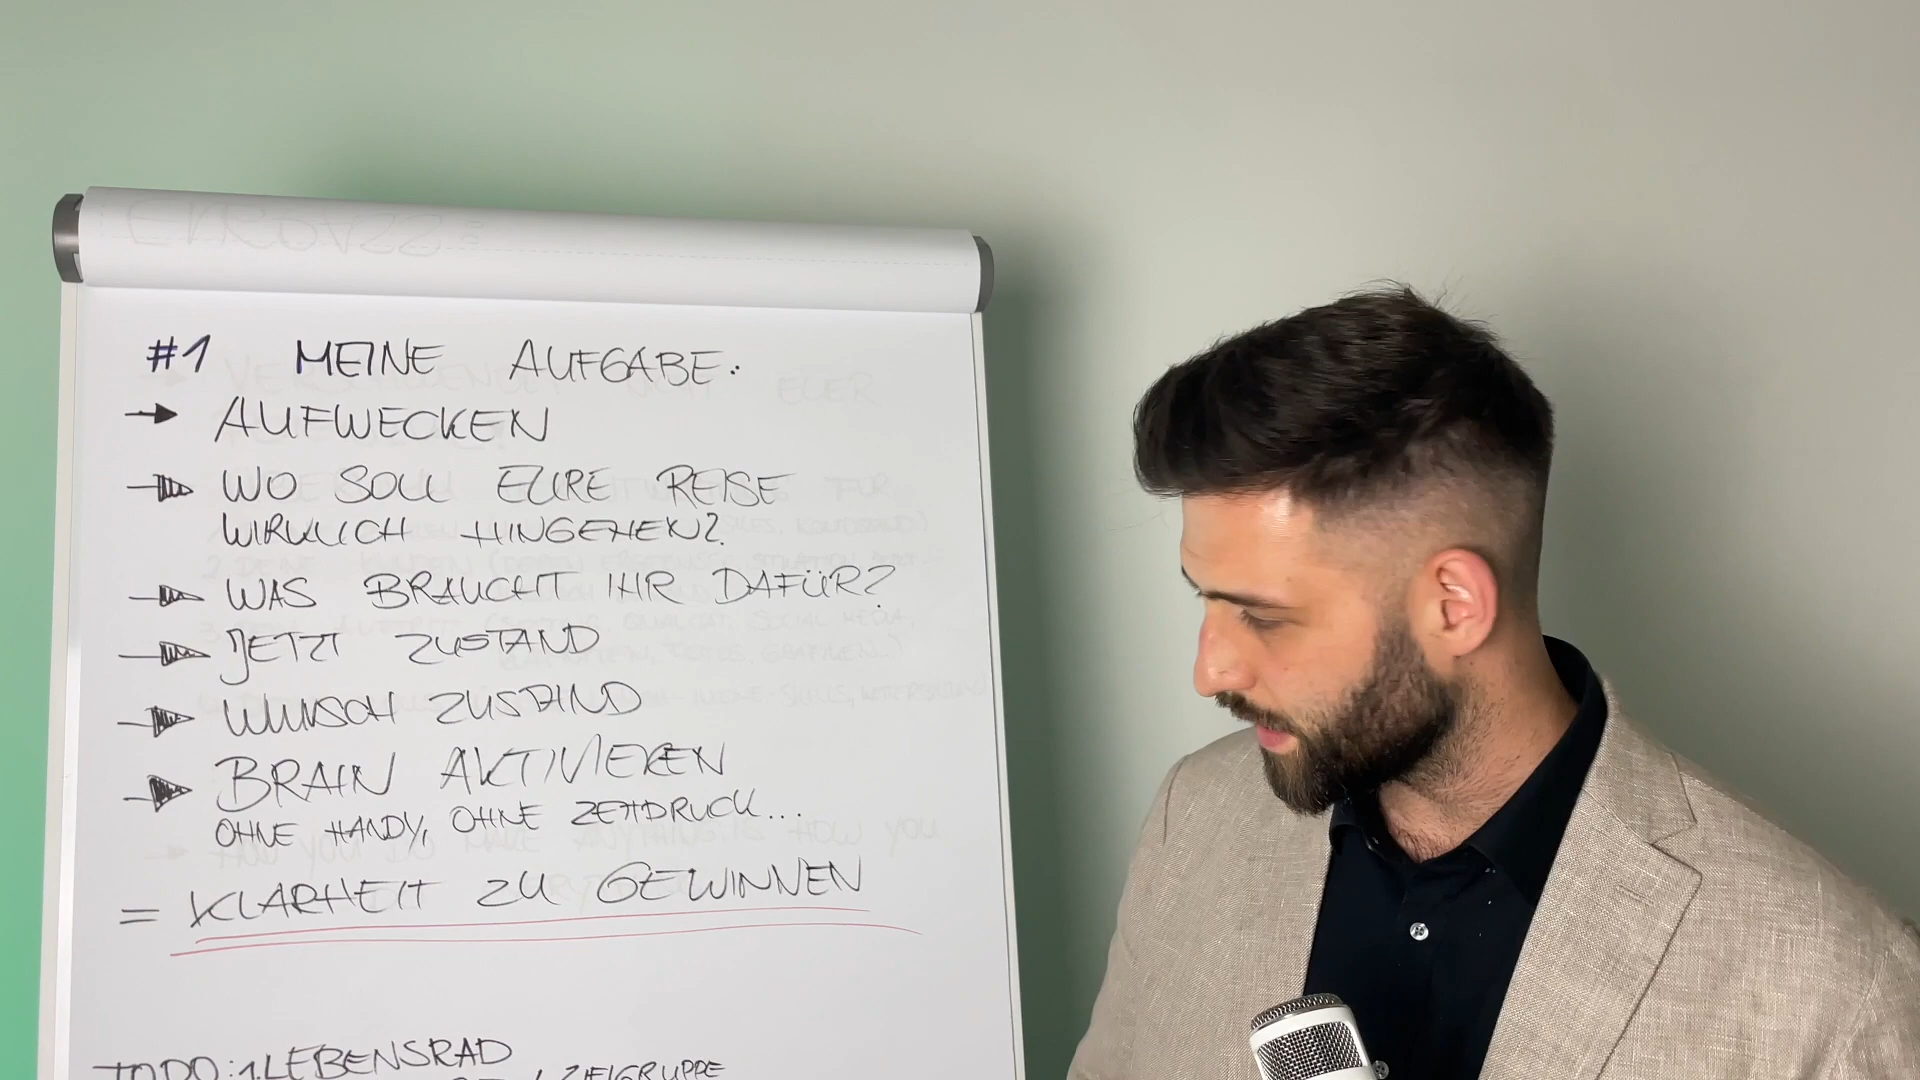 #1 MEINE AUFGABE:
→ AUFWECKEN
→ WO SOLL EURE REISE
WIRKLICH HINGEHEN?
→ WAS BRAUCHT IHR DAFÜR?
→ JETZT ZUSTAND
→ WUNSCH ZUSTAND
→ BRAIN AKTIVIEREN
OHNE HANDY, OHNE ZEITDRUCK...
= KLARHEIT ZU GEWINNEN
TODO: 1. LEBENSRAD
ZIELGRUPPE